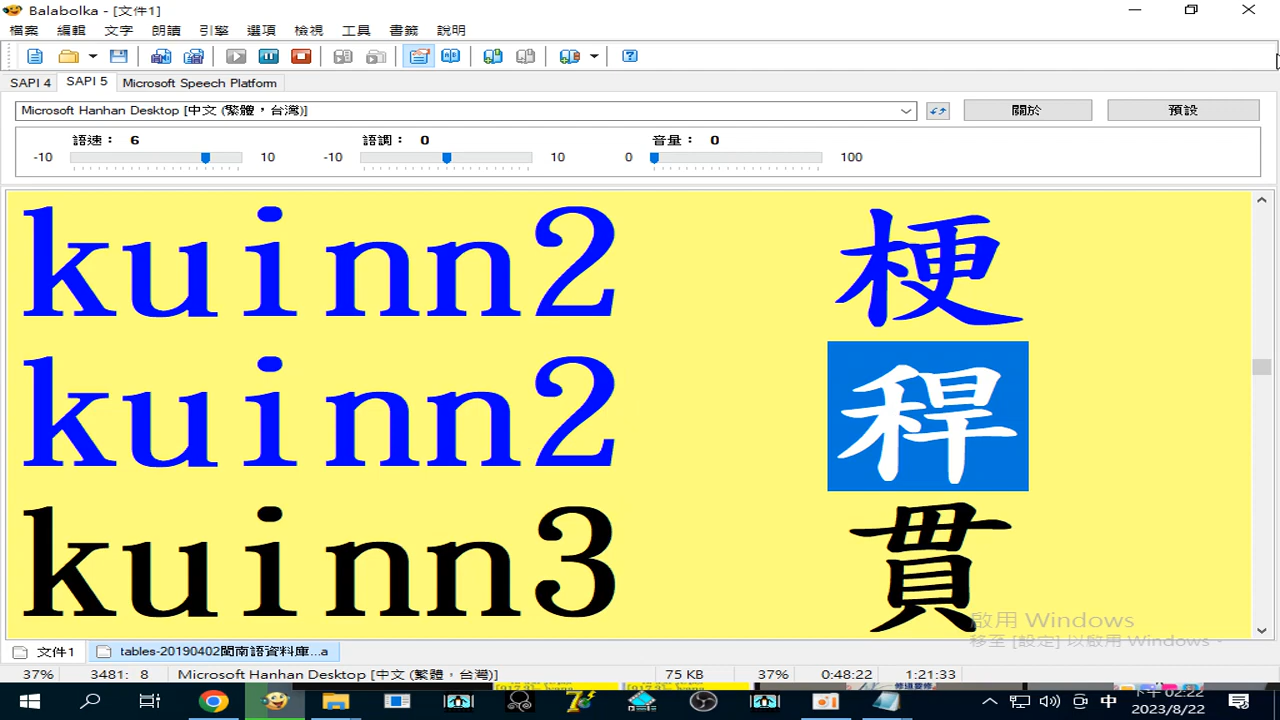 Balabolka - [文件1]
檔案 編輯 文字 朗讀 引擎 選項 檢視 工具 書籤 說明
SAPI 4 SAPI 5 Microsoft Speech Platform
Microsoft Hanhan Desktop [中文 (繁體，台灣)] 關於 預設
語速： 6 語調： 0 音量： 0
-10 10 -10 10 0 100
kuinn2 梗
kuinn2 稈
kuinn3 貫
啟用 Windows
移至 [設定] 以啟用 Windows。
文件1 tables-20190402閩南語資料庫...a
37% 3481: 8 Microsoft Hanhan Desktop [中文 (繁體，台灣)] 75 KB 37% 0:48:22 1:21:33
中 下午 02:22
2023/8/22